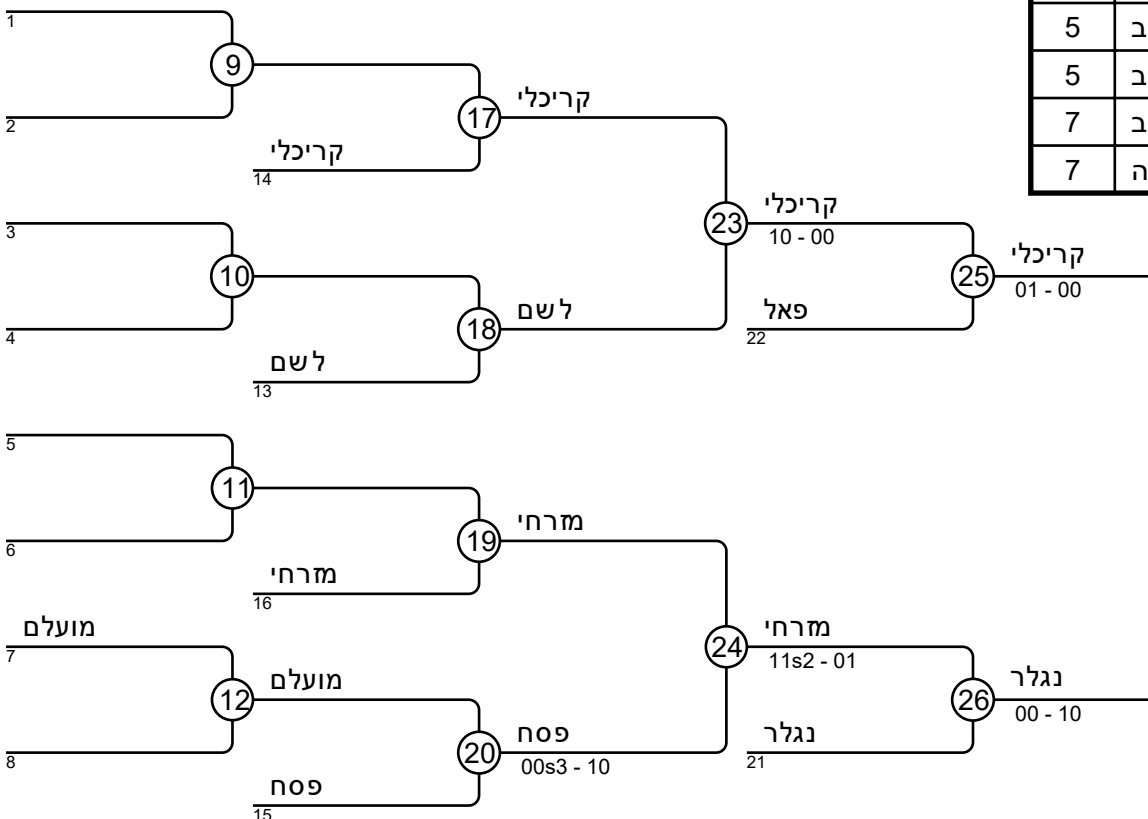 1
5 ב
9
5 ב
קריכלי
2
7 ב
17
קריכלי
14
7 ה
3
קריכלי
23
10 - 00
10
קריכלי
25
01 - 00
לשם
18
פאל
4
22
לשם
13
5
11
מזרחי
19
6
מזרחי
16
מועלם
7
מזרחי
24
11s2 - 01
מועלם
12
נגלר
26
00 - 10
פסח
20
00s3 - 10
נגלר
21
8
פסח
15